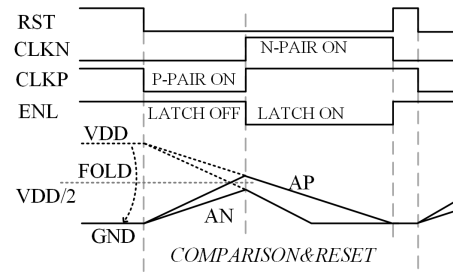 RST
CLKN N-PAIR ON
CLKP P-PAIR ON
ENL LATCH OFF LATCH ON
VDD
FOLD
VDD/2 AP
AN
GND
COMPARISON&RESET